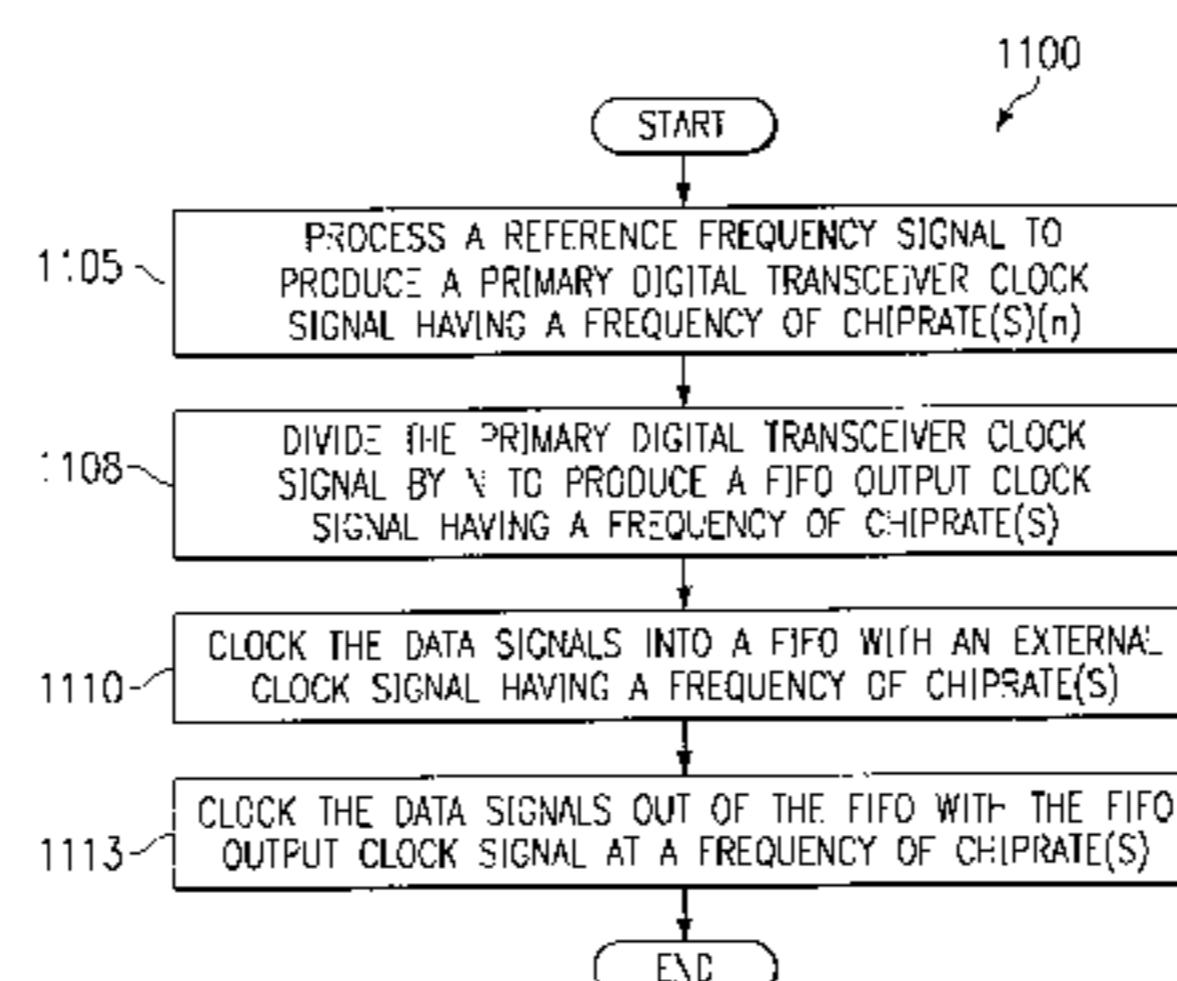 1100
START
1105
PROCESS A REFERENCE FREQUENCY SIGNAL TO
PRODUCE A PRIMARY DIGITAL TRANSCEIVER CLOCK
SIGNAL HAVING A FREQUENCY OF CHIPRATE(S)(n)
1108
DIVIDE THE PRIMARY DIGITAL TRANSCEIVER CLOCK
SIGNAL BY N TO PRODUCE A FIFO OUTPUT CLOCK
SIGNAL HAVING A FREQUENCY OF CHIPRATE(S)
1110
CLOCK THE DATA SIGNALS INTO A FIFO WITH AN EXTERNAL
CLOCK SIGNAL HAVING A FREQUENCY OF CHIPRATE(S)
1113
CLOCK THE DATA SIGNALS OUT OF THE FIFO WITH THE FIFO
OUTPUT CLOCK SIGNAL AT A FREQUENCY OF CHIPRATE(S)
END